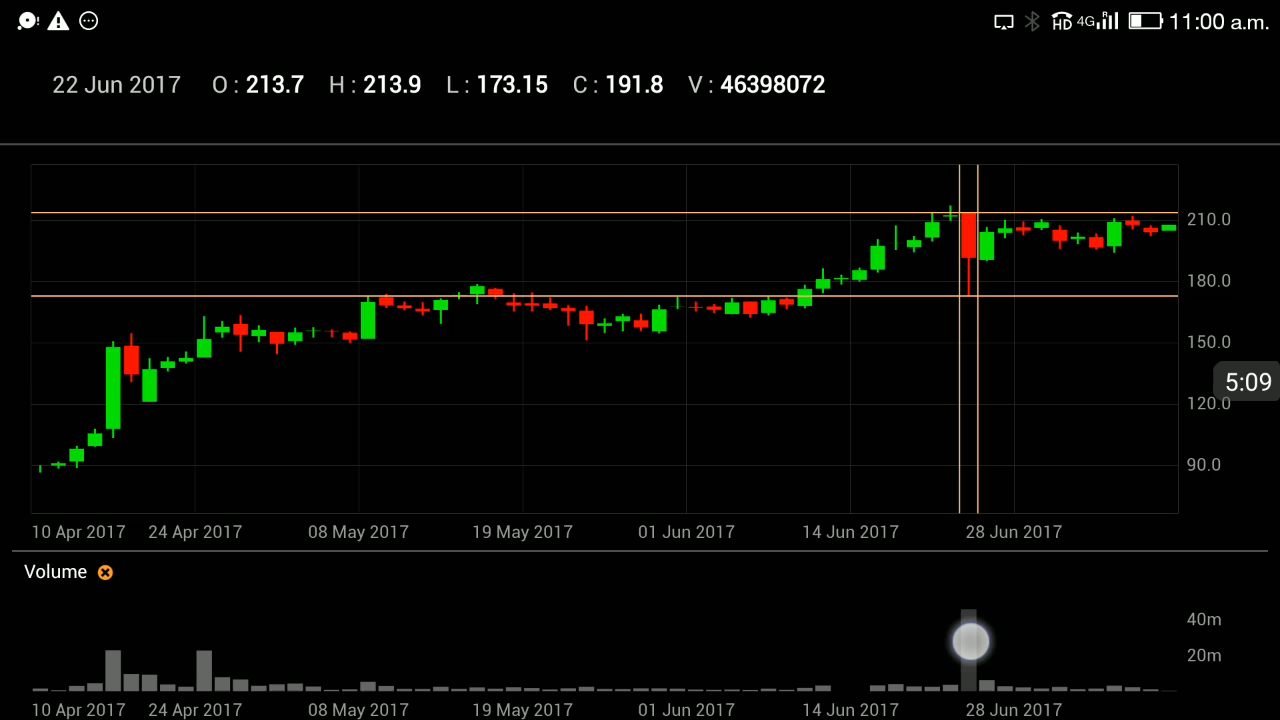 HD 4G R 11:00 a.m.
22 Jun 2017 O : 213.7 H : 213.9 L : 173.15 C : 191.8 V : 46398072
210.0
180.0
150.0
5:09
120.0
90.0
10 Apr 2017 24 Apr 2017 08 May 2017 19 May 2017 01 Jun 2017 14 Jun 2017 28 Jun 2017
Volume
40m
20m
10 Apr 2017 24 Apr 2017 08 May 2017 19 May 2017 01 Jun 2017 14 Jun 2017 28 Jun 2017